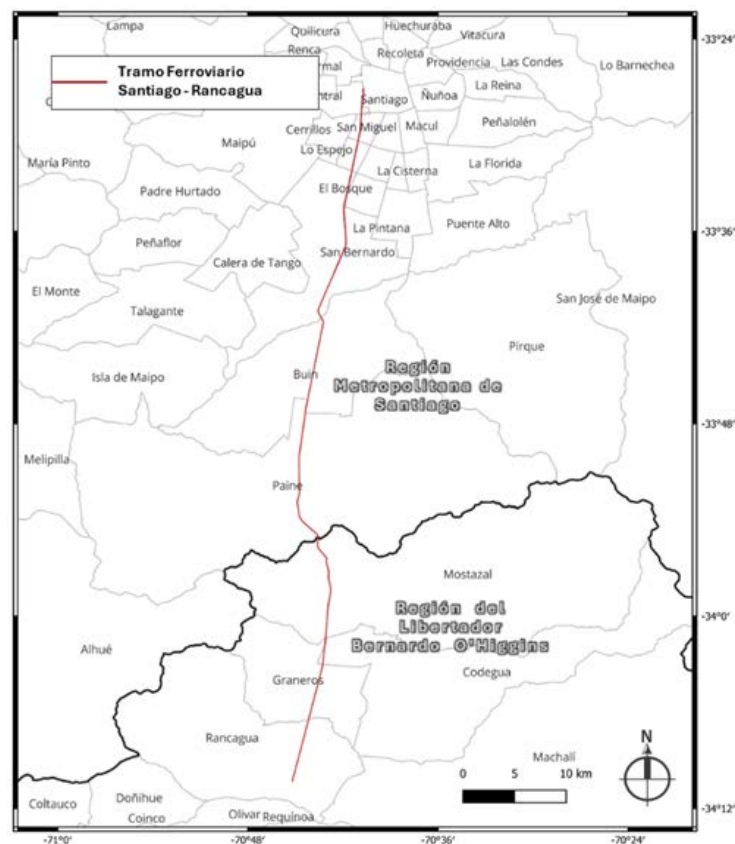 Lampa
Quilicura
Huechuraba
Vitacura
33°24'
-33°24'
Renca
Recoleta
Lo Barnechea
Tramo Ferroviario
Santiago - Rancagua
rmal
Providencia
Las Condes
La Reina
ntral
Santiago
Ñuñoa
Cerrillos
San Miguel
Macul
Peñalolén
Maipú
Lo Espejo
María Pinto
La Cisterna
La Florida
Padre Hurtado
El Bosque
La Pintana
Puente Alto
-33°36'
Peñaflor
San Bernardo
Calera de Tango
El Monte
San José de Maipo
Talagante
Pirque
Isla de Maipo
Buin
Región
Metropolitana de
Santiago
-33°48'
Melipilla
Paine
Mostazal
Región del
Libertador
Bernardo O'Higgins
-34°0'
Alhué
Graneros
Codegua
Rancagua
N
Machalí
0 5 10 km
Coltauco
Doñihue
Coinco
Olivar
Requínoa
-34°12'
-71°0'
-70°48'
-70°36'
-70°24'